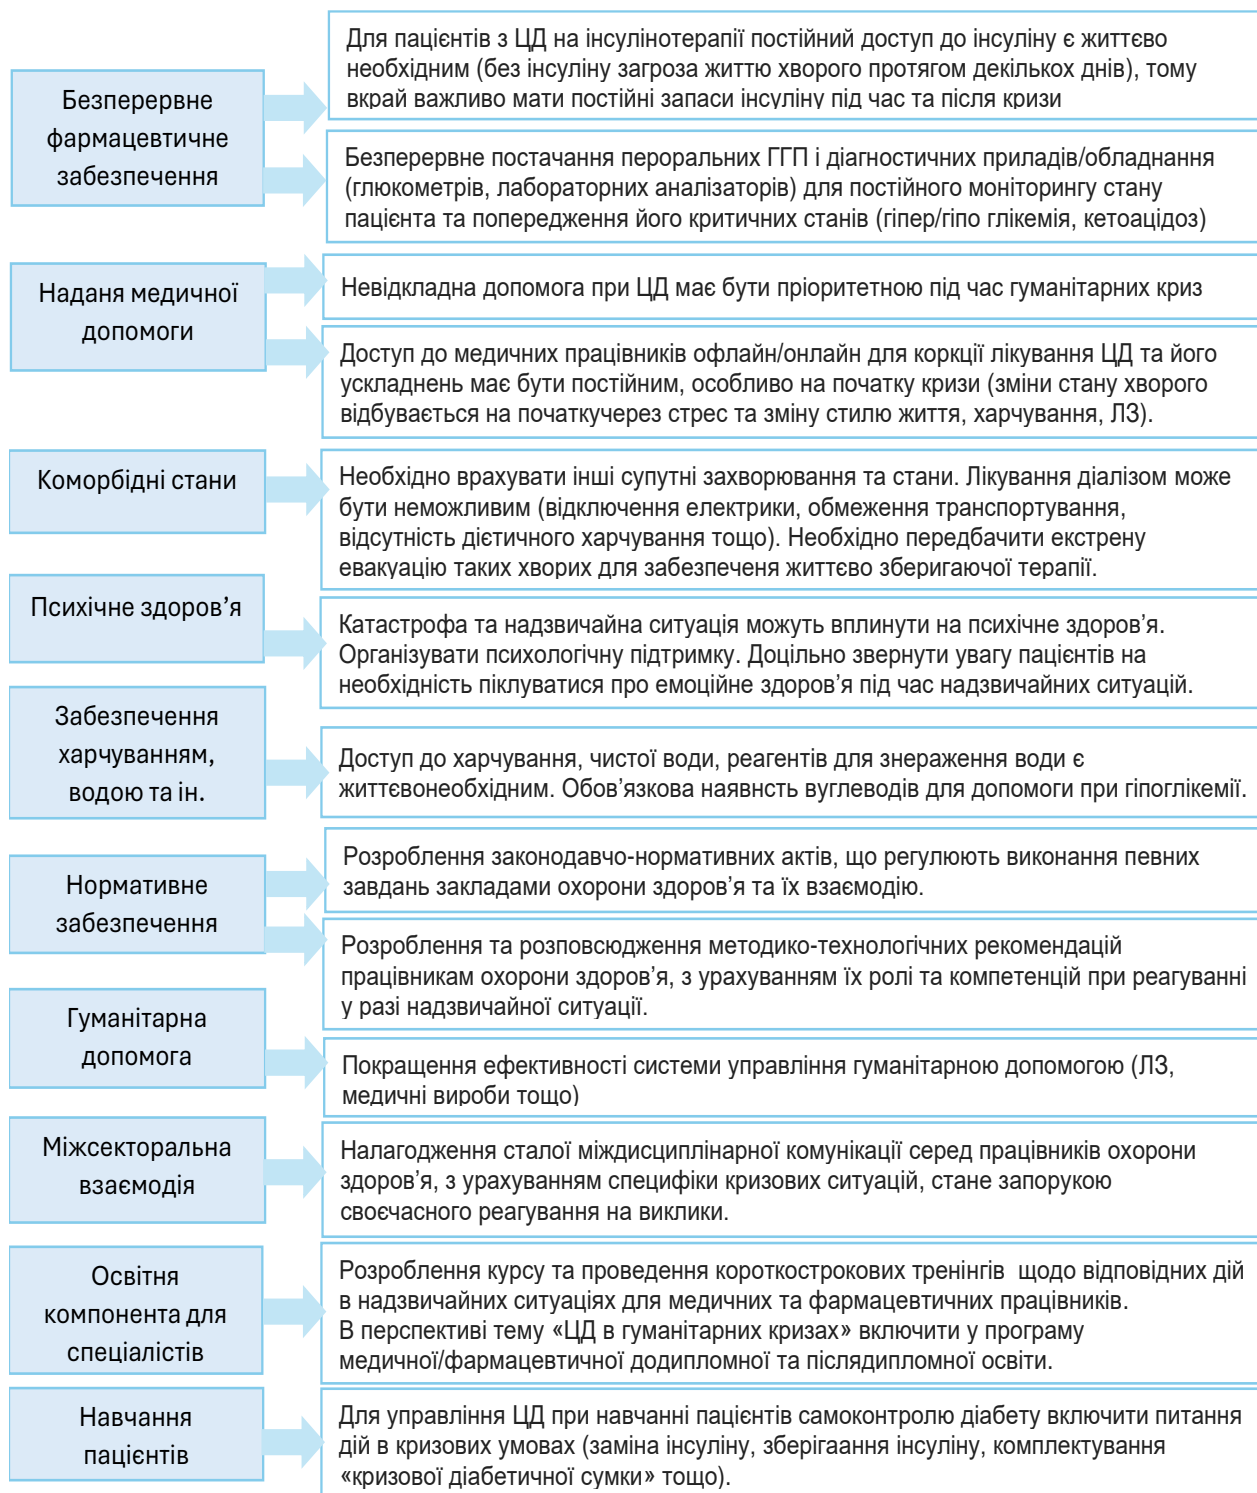 Безперервне
фармацевтичне
забезпечення
Для пацієнтів з ЦД на інсулінотерапії постійний доступ до інсуліну є життєво
необхідним (без інсуліну загроза життю хворого протягом декількох днів), тому
вкрай важливо мати постійні запаси інсуліну під час та після кризи
Безперервне постачання пероральних ГГП і діагностичних приладів/обладнання
(глюкометрів, лабораторних аналізаторів) для постійного моніторингу стану
пацієнта та попередження його критичних станів (гіпер/гіпо глікемія, кетоацідоз)
Наданя медичної
допомоги
Невідкладна допомога при ЦД має бути пріоритетною під час гуманітарних криз
Доступ до медичних працівників офлайн/онлайн для коркції лікування ЦД та його
ускладнень має бути постійним, особливо на початку кризи (зміни стану хворого
відбувається на початкучерез стрес та зміну стилю життя, харчування, ЛЗ).
Коморбідні стани
Необхідно врахувати інші супутні захворювання та стани. Лікування діалізом може
бути неможливим (відключення електрики, обмеження транспортування,
відсутність дієтичного харчування тощо). Необхідно передбачити екстрену
евакуацію таких хворих для забезпеченя життєво зберигаючої терапії.
Психічне здоров’я
Катастрофа та надзвичайна ситуація можуть вплинути на психічне здоров’я.
Організувати психологічну підтримку. Доцільно звернути увагу пацієнтів на
необхідність піклуватися про емоційне здоров’я під час надзвичайних ситуацій.
Забезпечення
харчуванням,
водою та ін.
Доступ до харчування, чистої води, реагентів для знераження води є
життєвонеобхідним. Обов’язкова наявнсть вуглеводів для допомоги при гіпоглікемії.
Нормативне
забезпечення
Розроблення законодавчо-нормативних актів, що регулюють виконання певних
завдань закладами охорони здоров’я та їх взаємодію.
Розроблення та розповсюдження методико-технологічних рекомендацій
працівникам охорони здоров’я, з урахуванням їх ролі та компетенцій при реагуванні
у разі надзвичайної ситуації.
Гуманітарна
допомога
Покращення ефективності системи управління гуманітарною допомогою (ЛЗ,
медичні вироби тощо)
Міжсекторальна
взаємодія
Налагодження сталої міждисциплінарної комунікації серед працівників охорони
здоров’я, з урахуванням специфіки кризових ситуацій, стане запорукою
своєчасного реагування на виклики.
Освітня
компонента для
спеціалістів
Розроблення курсу та проведення короткострокових тренінгів щодо відповідних дій
в надзвичайних ситуаціях для медичних та фармацевтичних працівників.
В перспективі тему «ЦД в гуманітарних кризах» включити у програму
медичної/фармацевтичної додипломної та післядипломної освіти.
Навчання
пацієнтів
Для управління ЦД при навчанні пацієнтів самоконтролю діабету включити питання
дій в кризових умовах (заміна інсуліну, зберігаання інсуліну, комплектування
«кризової діабетичної сумки» тощо).